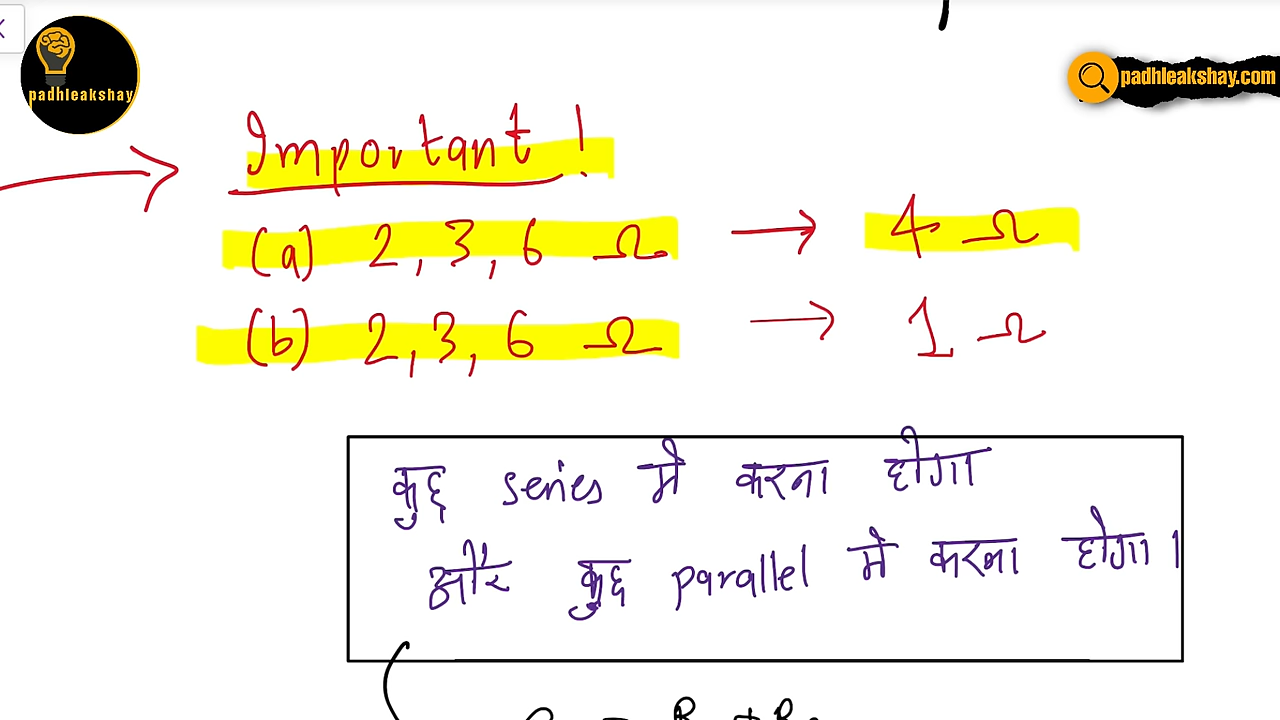 padhleakshay
padhleakshay.com
Important !
(a) 2, 3, 6 Ω → 4 Ω
(b) 2, 3, 6 Ω → 1 Ω
कुछ series में करना होगा
और कुछ parallel में करना होगा।